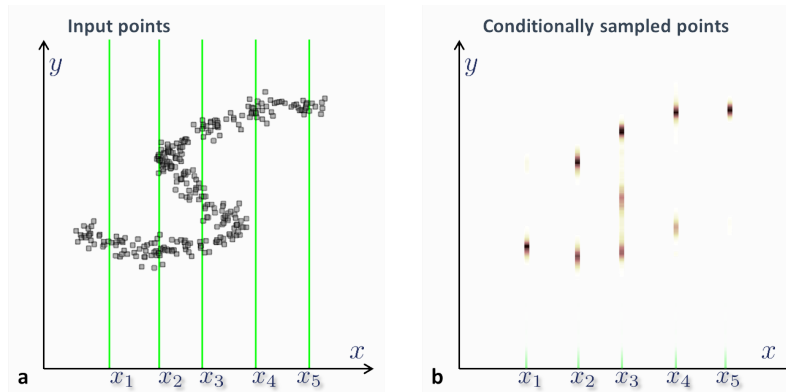 Input points
y
x
x₁ x₂ x₃ x₄ x₅
a
Conditionally sampled points
y
x
x₁ x₂ x₃ x₄ x₅
b